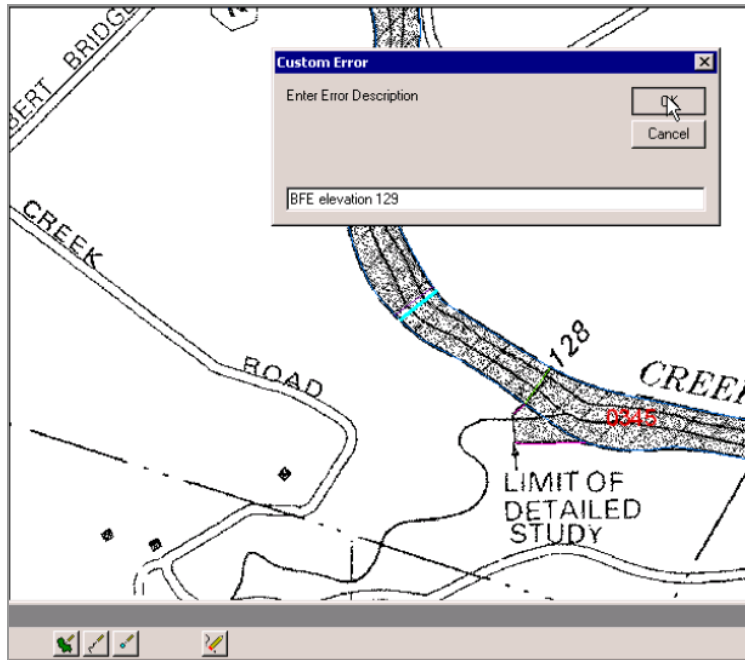 BERT BRIDGE
Custom Error
Enter Error Description
OK
Cancel
BFE elevation 129
CREEK
ROAD
128
CREEK
0345
LIMIT OF
DETAILED
STUDY